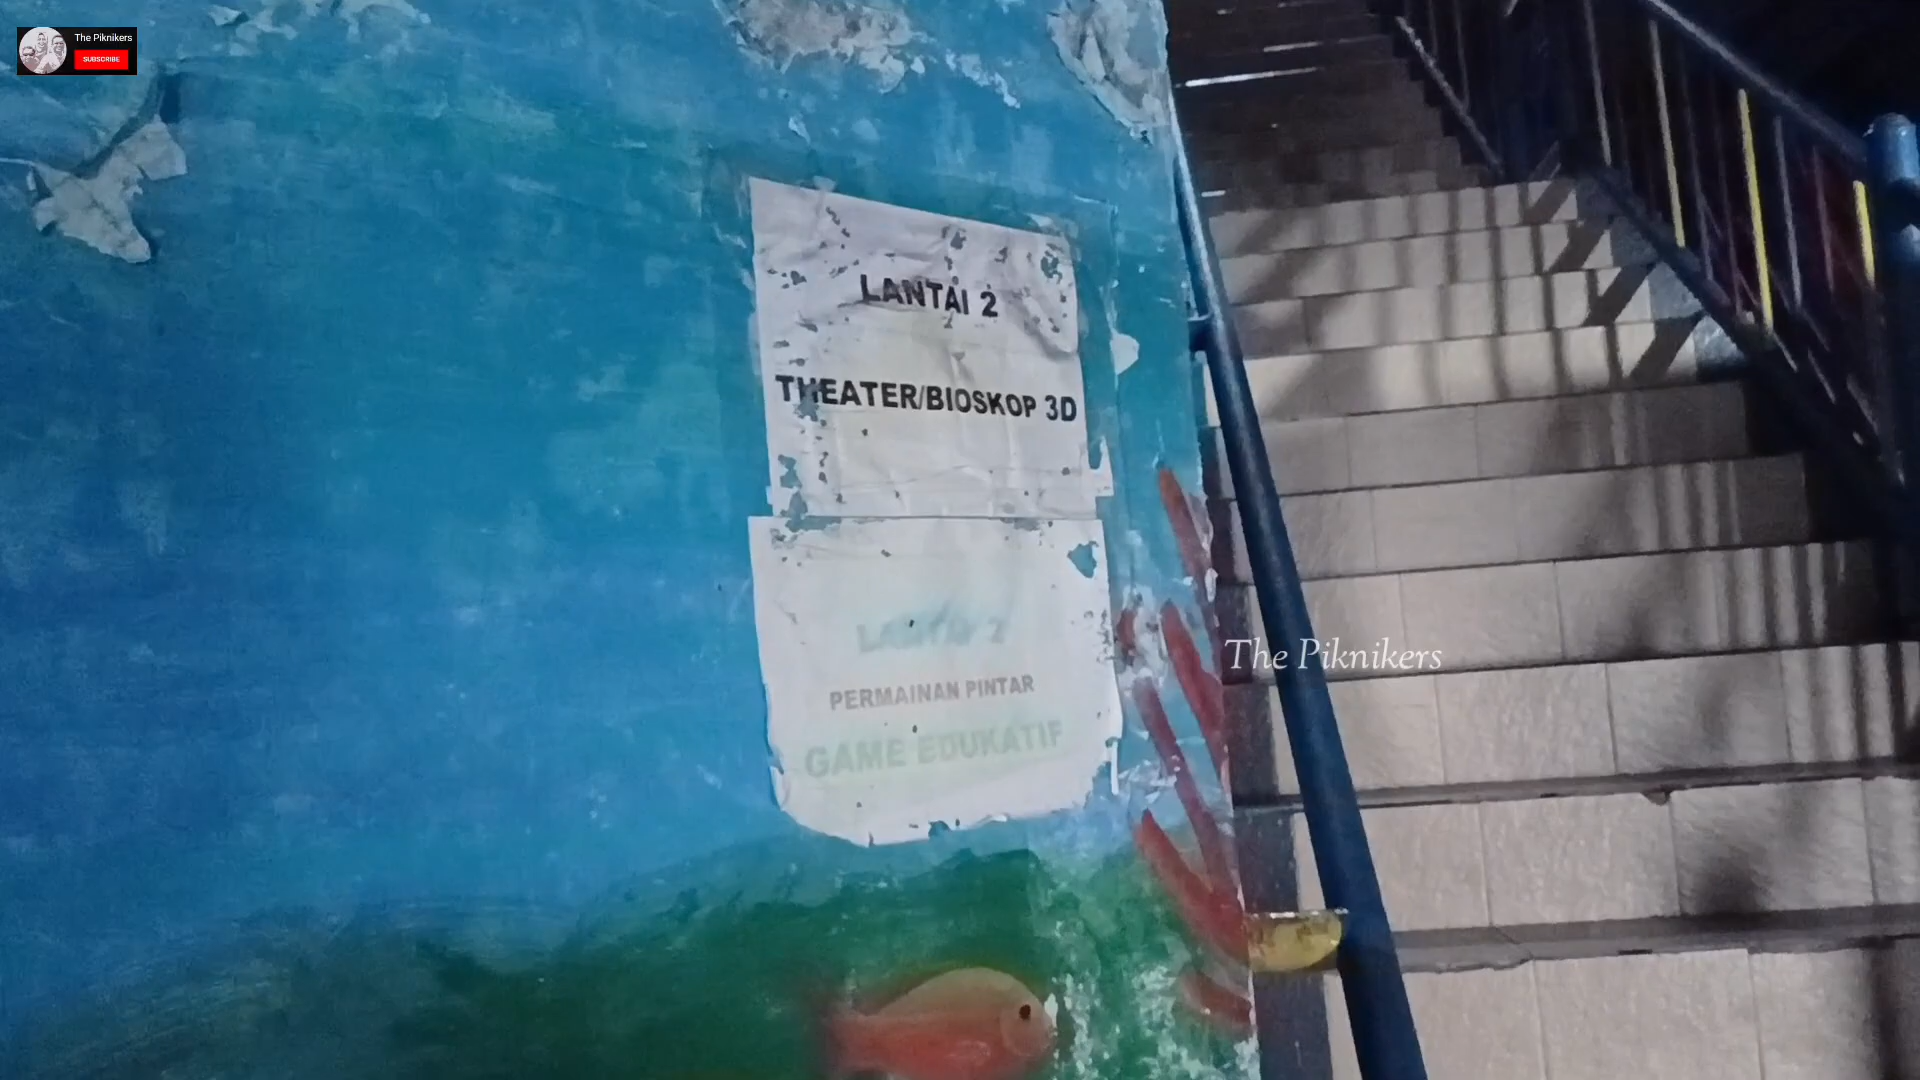 The Piknikers
SUBSCRIBE
LANTAI 2
THEATER/BIOSKOP 3D
LANTAI 2
PERMAINAN PINTAR
GAME EDUKATIF
The Piknikers